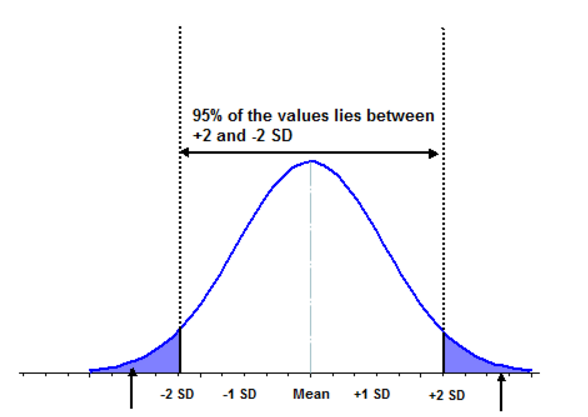 95% of the values lies between
+2 and -2 SD
-2 SD -1 SD Mean +1 SD +2 SD